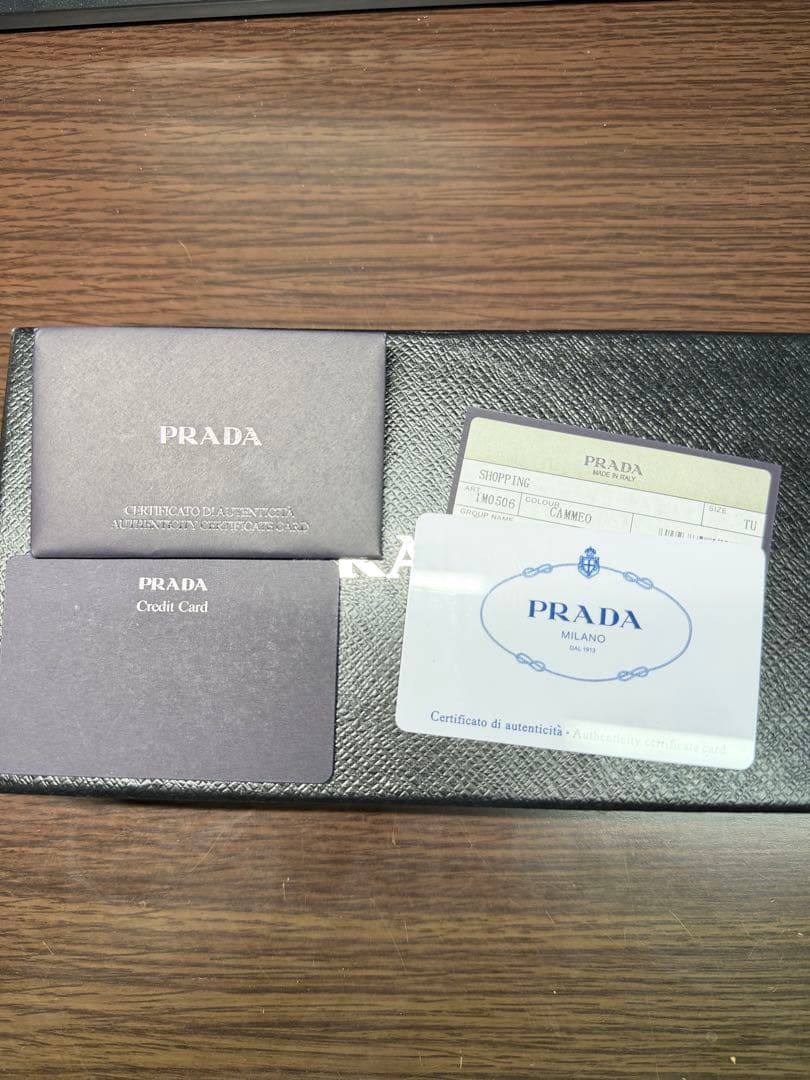 PRADA
CERTIFICATO DI AUTENTICITÀ
AUTHENTICITY CERTIFICATE CARD
PRADA
Credit Card
PRADA
MADE IN ITALY
SHOPPING
ART. 1M0506 COLOUR CAMMEO SIZE TU
GROUP NAME
PRADA
MILANO
DAL 1913
Certificato di autenticità • Authenticity certificate card